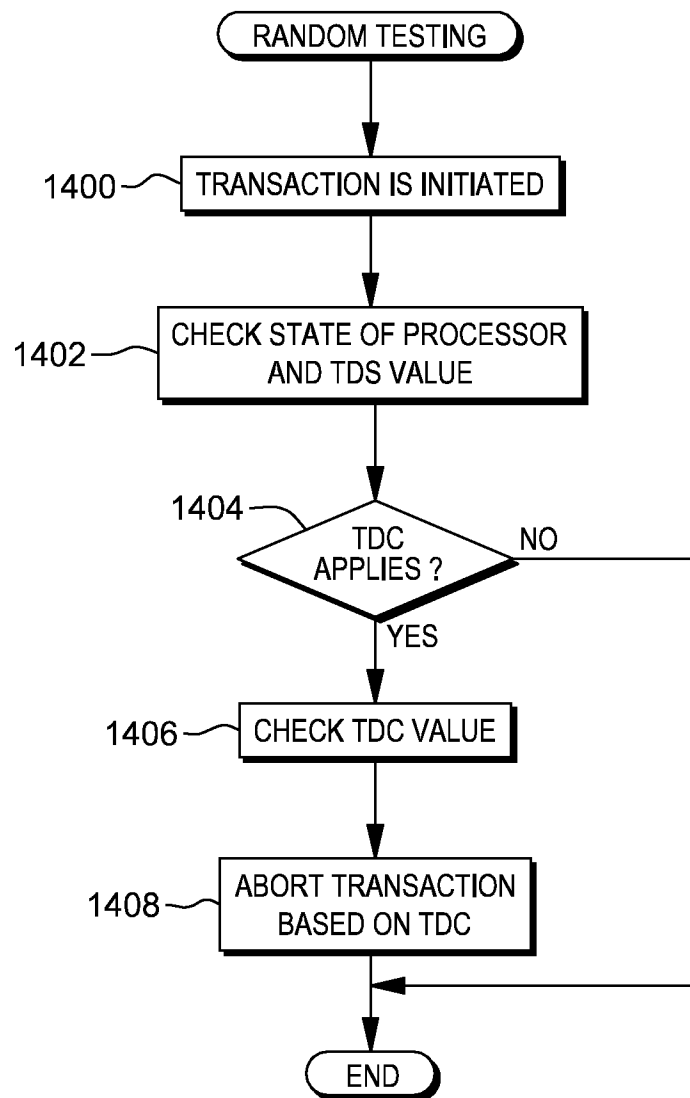 RANDOM TESTING
1400
TRANSACTION IS INITIATED
1402
CHECK STATE OF PROCESSOR
AND TDS VALUE
1404
TDC
APPLIES ?
NO
YES
1406
CHECK TDC VALUE
1408
ABORT TRANSACTION
BASED ON TDC
END